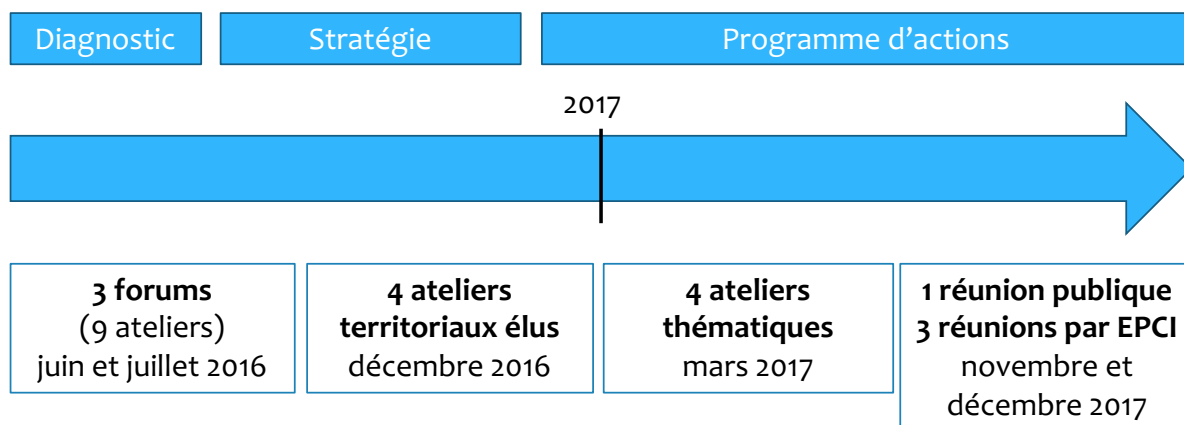 Diagnostic
Stratégie
Programme d’actions
2017
3 forums
(9 ateliers)
juin et juillet 2016
4 ateliers
territoriaux élus
décembre 2016
4 ateliers
thématiques
mars 2017
1 réunion publique
3 réunions par EPCI
novembre et
décembre 2017